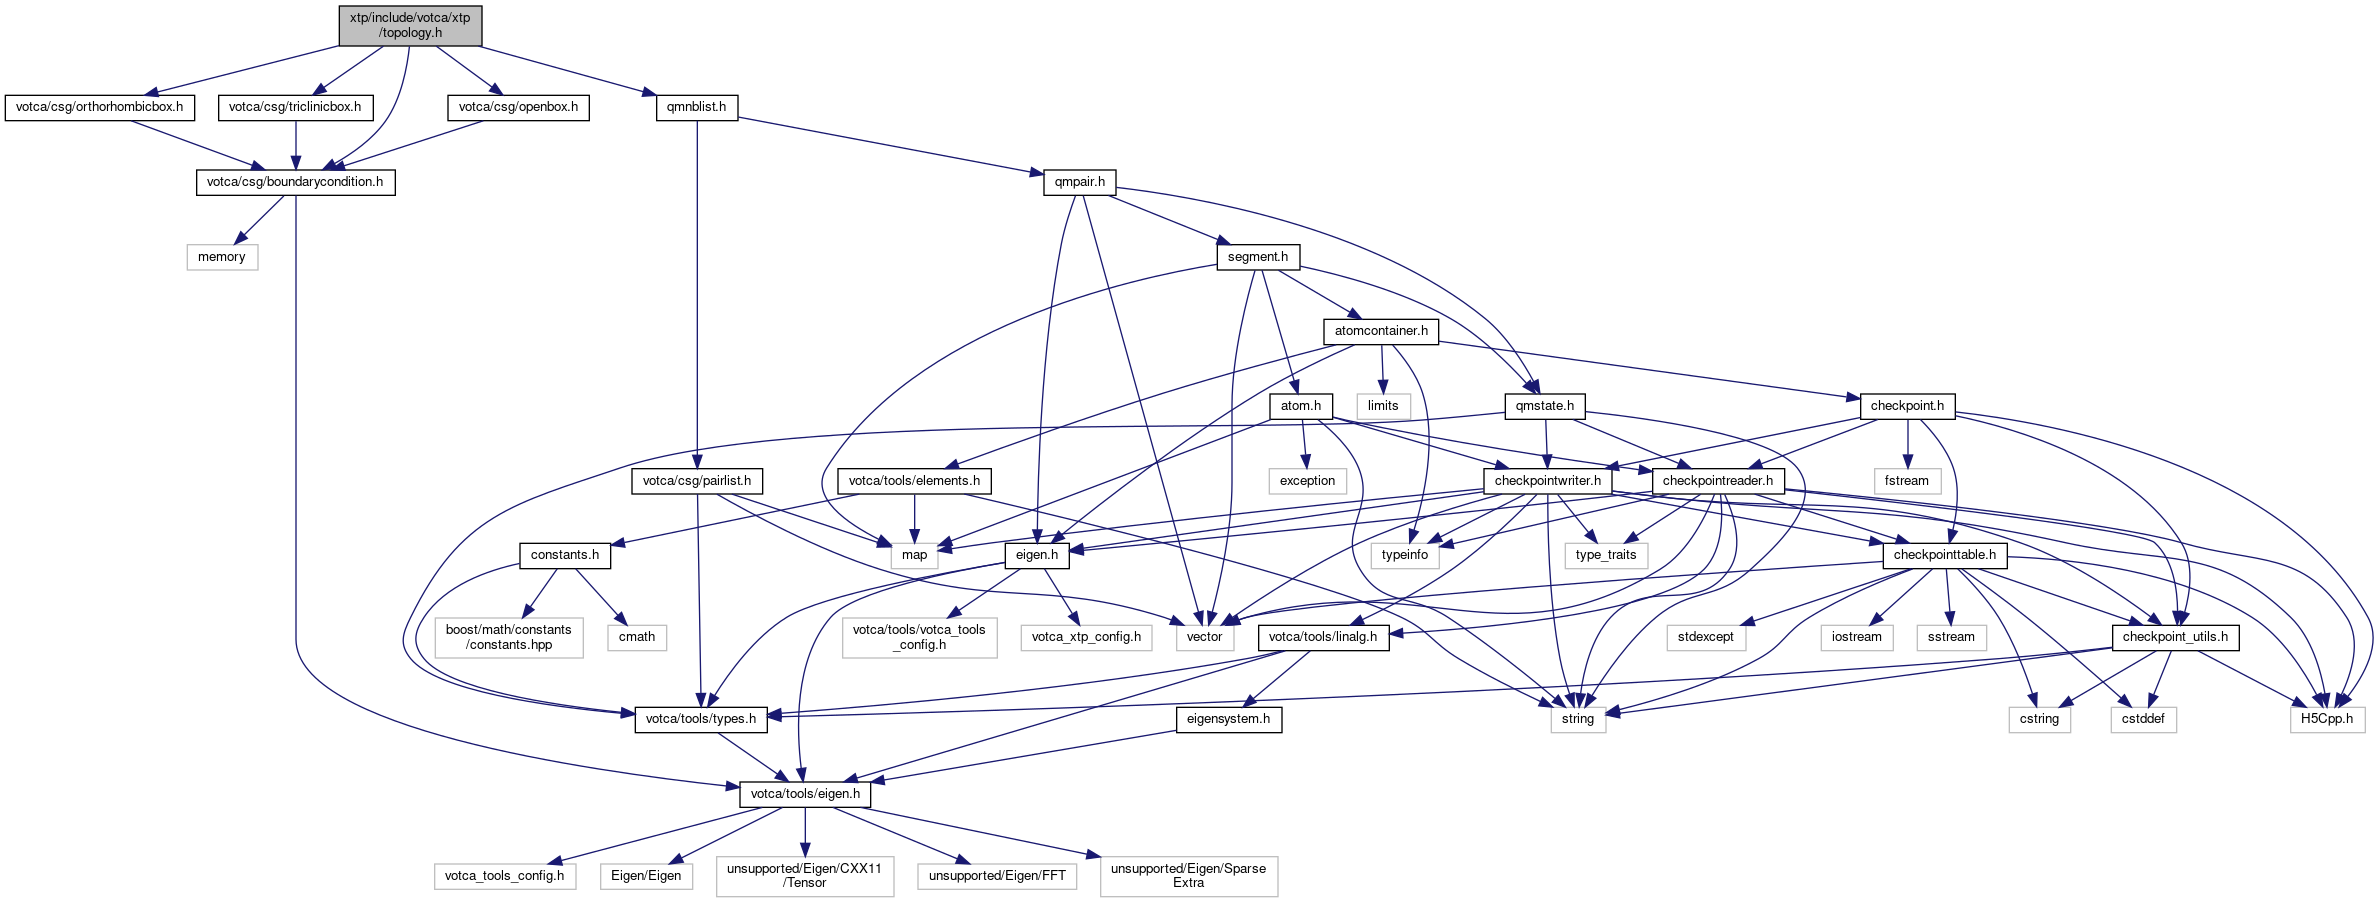 xtp/include/votca/xtp
/topology.h
votca/csg/orthorhombicbox.h
votca/csg/triclinicbox.h
votca/csg/openbox.h
qmnblist.h
votca/csg/boundarycondition.h
qmpair.h
memory
segment.h
atomcontainer.h
atom.h
limits
qmstate.h
checkpoint.h
votca/csg/pairlist.h
votca/tools/elements.h
exception
checkpointwriter.h
checkpointreader.h
fstream
constants.h
map
eigen.h
typeinfo
type_traits
checkpointtable.h
boost/math/constants
/constants.hpp
cmath
votca/tools/votca_tools
_config.h
votca_xtp_config.h
vector
votca/tools/linalg.h
stdexcept
iostream
sstream
checkpoint_utils.h
votca/tools/types.h
eigensystem.h
string
cstring
cstddef
H5Cpp.h
votca/tools/eigen.h
votca_tools_config.h
Eigen/Eigen
unsupported/Eigen/CXX11
/Tensor
unsupported/Eigen/FFT
unsupported/Eigen/Sparse
Extra